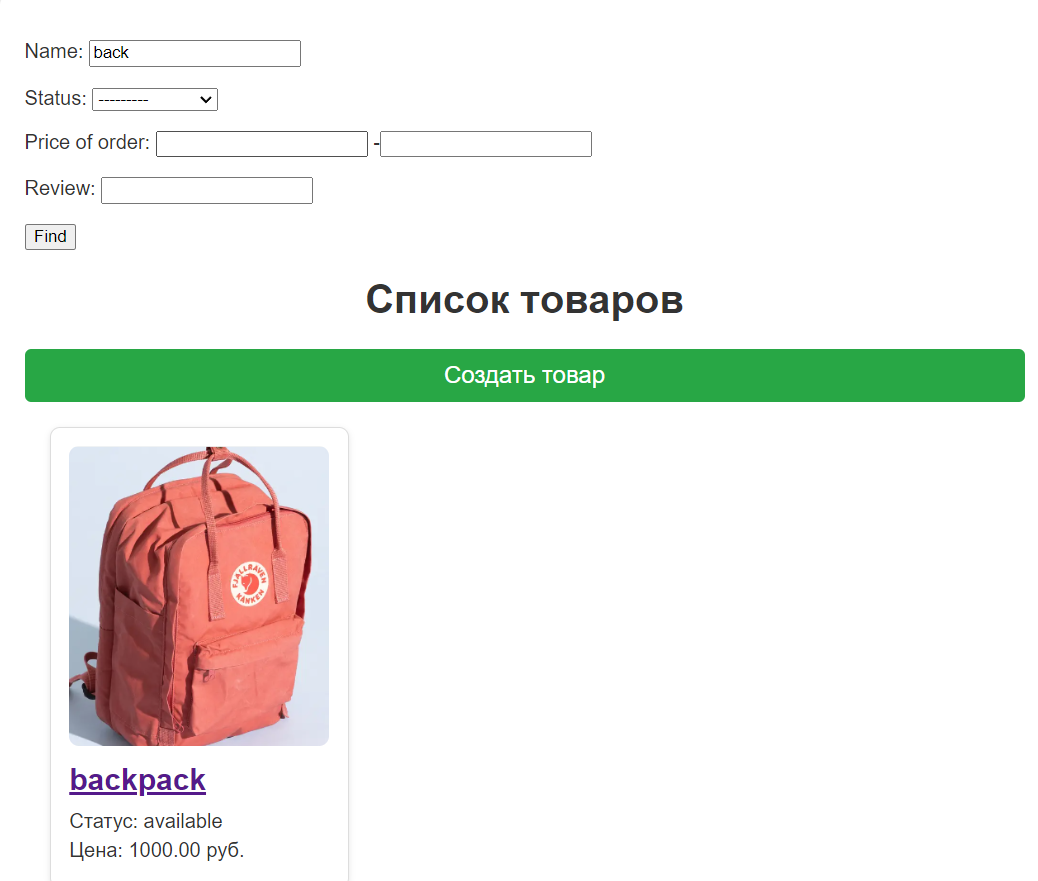 Name: back
Status: ---------
Price of order: -
Review:
Find
Список товаров
Создать товар
FJÄLLRÄVEN
KÅNKEN
backpack
Статус: available
Цена: 1000.00 руб.